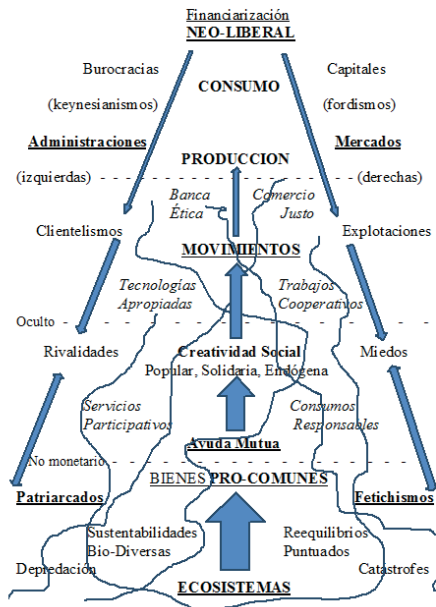 Financiarización
NEO-LIBERAL
Burocracias
Capitales
CONSUMO
(keynesianismos)
(fordismos)
Administraciones
Mercados
PRODUCCION
(izquierdas)
(derechas)
Banca
Ética
Comercio
Justo
Clientelismos
Explotaciones
MOVIMIENTOS
Tecnologías
Apropiadas
Trabajos
Cooperativos
Oculto
Rivalidades
Creatividad Social
Popular, Solidaria, Endógena
Miedos
Servicios
Participativos
Consumos
Responsables
Ayuda Mutua
No monetario
BIENES PRO-COMUNES
Patriarcados
Fetichismos
Sustentabilidades
Bio-Diversas
Reequilibrios
Puntuados
Depredación
Catástrofes
ECOSISTEMAS